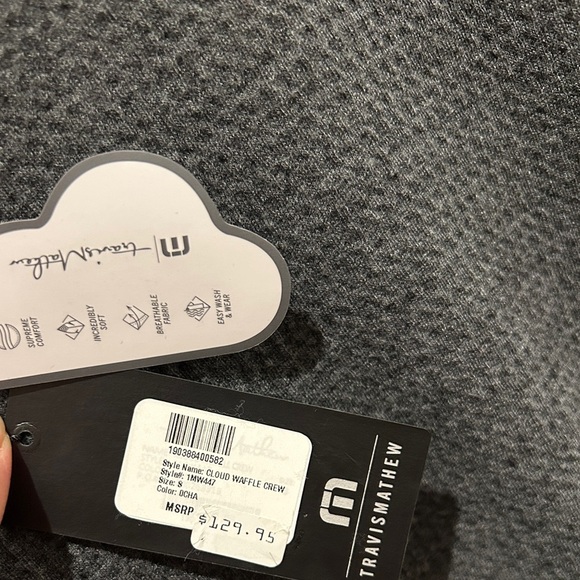 travisMathew
SUPREME
COMFORT
INCREDIBLY
SOFT
BREATHABLE
FABRIC
EASY WASH
& WEAR
190388400582
Style Name: CLOUD WAFFLE CREW
Style#: 1MW447
Size: S
Color: 0CHA
MSRP $129.95
TRAVISMATHEW